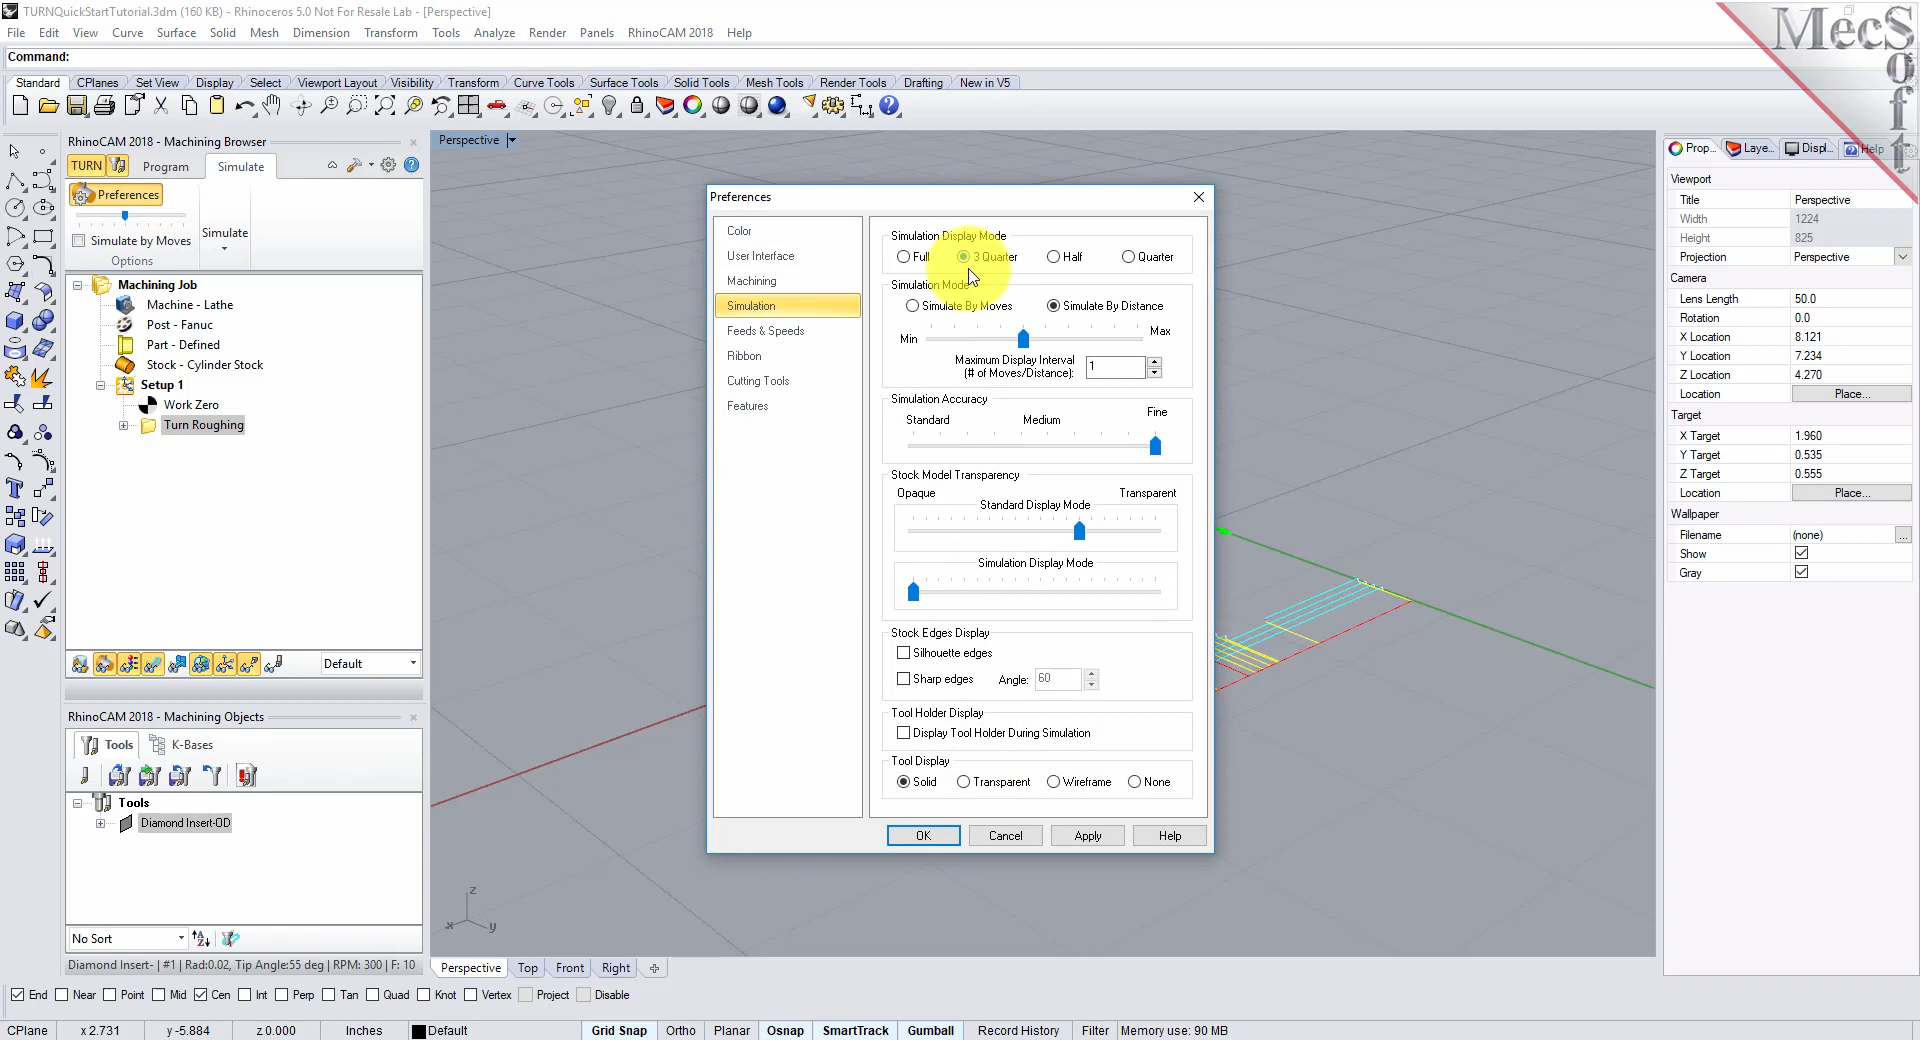 TURNQuickStartTutorial.3dm (160 KB) - Rhinoceros 5.0 Not For Resale Lab - [Perspective]
File Edit View Curve Surface Solid Mesh Dimension Transform Tools Analyze Render Panels RhinoCAM 2018 Help
Command:
Standard CPlanes Set View Display Select Viewport Layout Visibility Transform Curve Tools Surface Tools Solid Tools Mesh Tools Render Tools Drafting New in V5
MecSoft
RhinoCAM 2018 - Machining Browser
TURN Program Simulate
Preferences
Simulate by Moves
Options
Simulate
Machining Job
Machine - Lathe
Post - Fanuc
Part - Defined
Stock - Cylinder Stock
Setup 1
Work Zero
Turn Roughing
Default
RhinoCAM 2018 - Machining Objects
Tools K-Bases
Tools
Diamond Insert-OD
No Sort
Diamond Insert- | #1 | Rad:0.02, Tip Angle:55 deg | RPM: 300 | F: 10
Perspective
Preferences
Color
User Interface
Machining
Simulation
Feeds & Speeds
Ribbon
Cutting Tools
Features
Simulation Display Mode
Full 3 Quarter Half Quarter
Simulation Mode
Simulate By Moves Simulate By Distance
Min Max
Maximum Display Interval
(# of Moves/Distance): 1
Simulation Accuracy
Standard Medium Fine
Stock Model Transparency
Opaque Transparent
Standard Display Mode
Simulation Display Mode
Stock Edges Display
Silhouette edges
Sharp edges Angle: 60
Tool Holder Display
Display Tool Holder During Simulation
Tool Display
Solid Transparent Wireframe None
OK Cancel Apply Help
z
x y
Perspective Top Front Right
Prop... Laye... Displ... Help
Viewport
Title Perspective
Width 1224
Height 825
Projection Perspective
Camera
Lens Length 50.0
Rotation 0.0
X Location 8.121
Y Location 7.234
Z Location 4.270
Location Place...
Target
X Target 1.960
Y Target 0.535
Z Target 0.555
Location Place...
Wallpaper
Filename (none) ...
Show
Gray
End Near Point Mid Cen Int Perp Tan Quad Knot Vertex Project Disable
CPlane x 2.731 y -5.884 z 0.000 Inches Default Grid Snap Ortho Planar Osnap SmartTrack Gumball Record History Filter Memory use: 90 MB